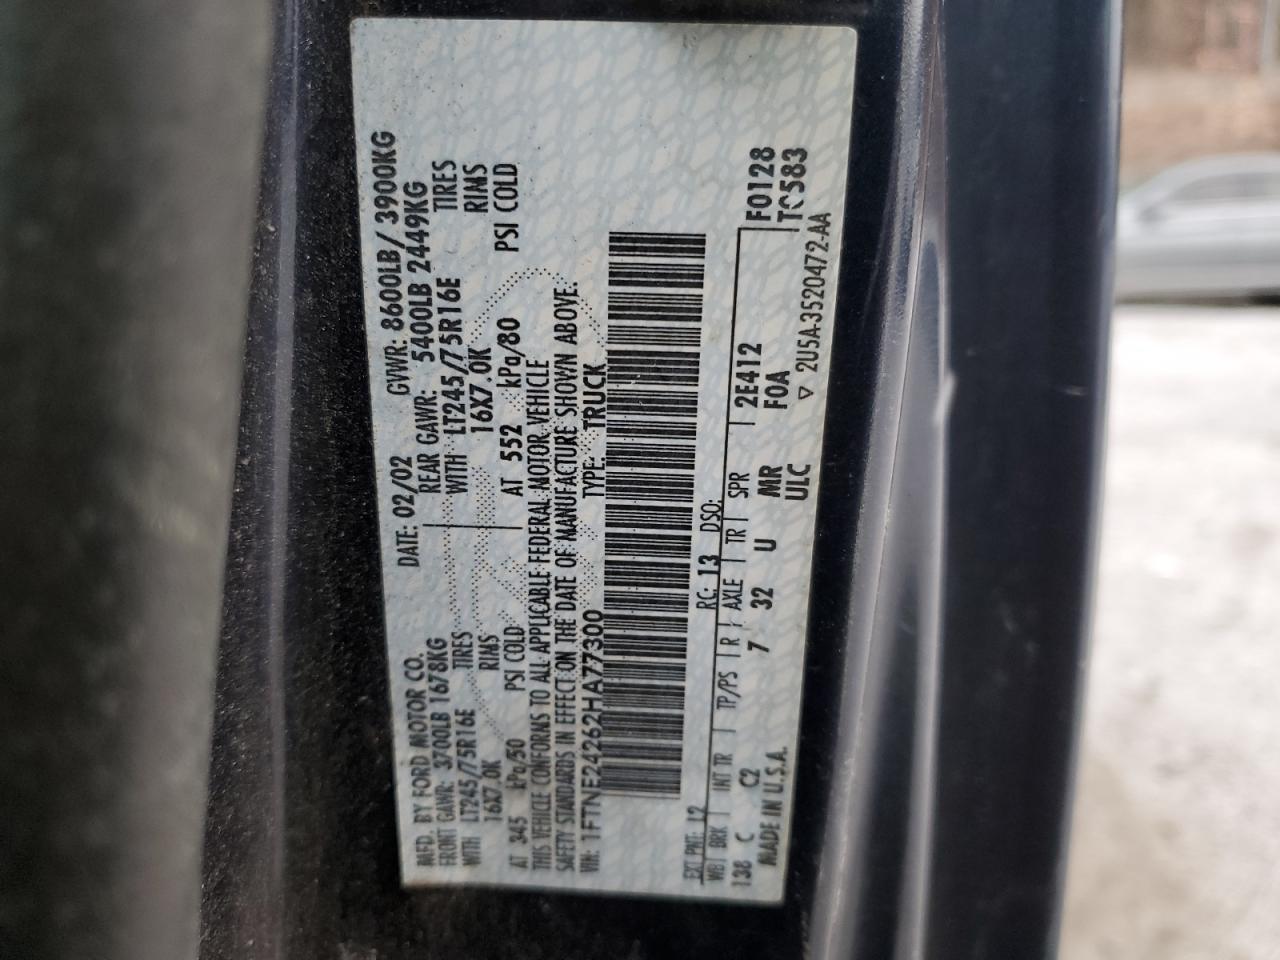 MFD. BY FORD MOTOR CO. DATE: 02/02 GVWR: 8600LB/ 3900KG
FRONT GAWR: 3700LB 1678KG REAR GAWR: 5400LB 2449KG
WITH LT245/75R16E TIRES WITH LT245/75R16E TIRES
16X7.0K RIMS 16X7.0K RIMS
AT 345 kPa/50 PSI COLD AT 552 kPa/80 PSI COLD
THIS VEHICLE CONFORMS TO ALL APPLICABLE FEDERAL MOTOR VEHICLE
SAFETY STANDARDS IN EFFECT ON THE DATE OF MANUFACTURE SHOWN ABOVE.
VIN: 1FTNE24262HA77300 TYPE: TRUCK
EXT PNT: L2 RC: 13 DSO: F0128
WB BRK INT TR TP/PS R AXLE TR SPR 2E412 TC583
138 C C2 7 32 U MR F0A
MADE IN U.S.A. ULC ▽ 2U5A-3520472-AA